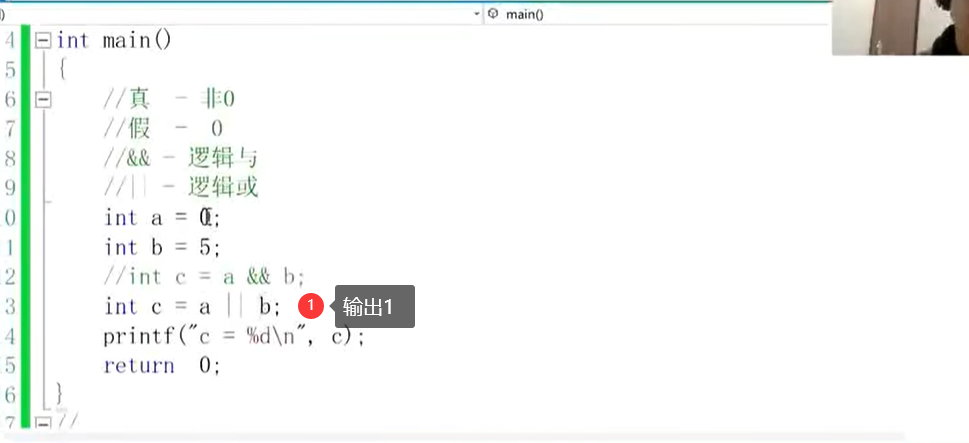 main()
4 int main()
5 {
6 //真 - 非0
7 //假 - 0
8 //&& - 逻辑与
9 //|| - 逻辑或
0 int a = 0;
1 int b = 5;
2 //int c = a && b;
3 int c = a || b; 1 输出1
4 printf("c = %d\n", c);
5 return 0;
6 }
7 //